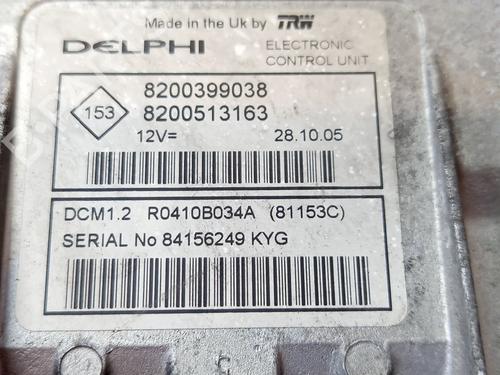 Made in the Uk by TRW
DELPHI ELECTRONIC
CONTROL UNIT
153
8200399038
8200513163
12V= 28.10.05
DCM1.2 R0410B034A (81153C)
SERIAL No 84156249 KYG